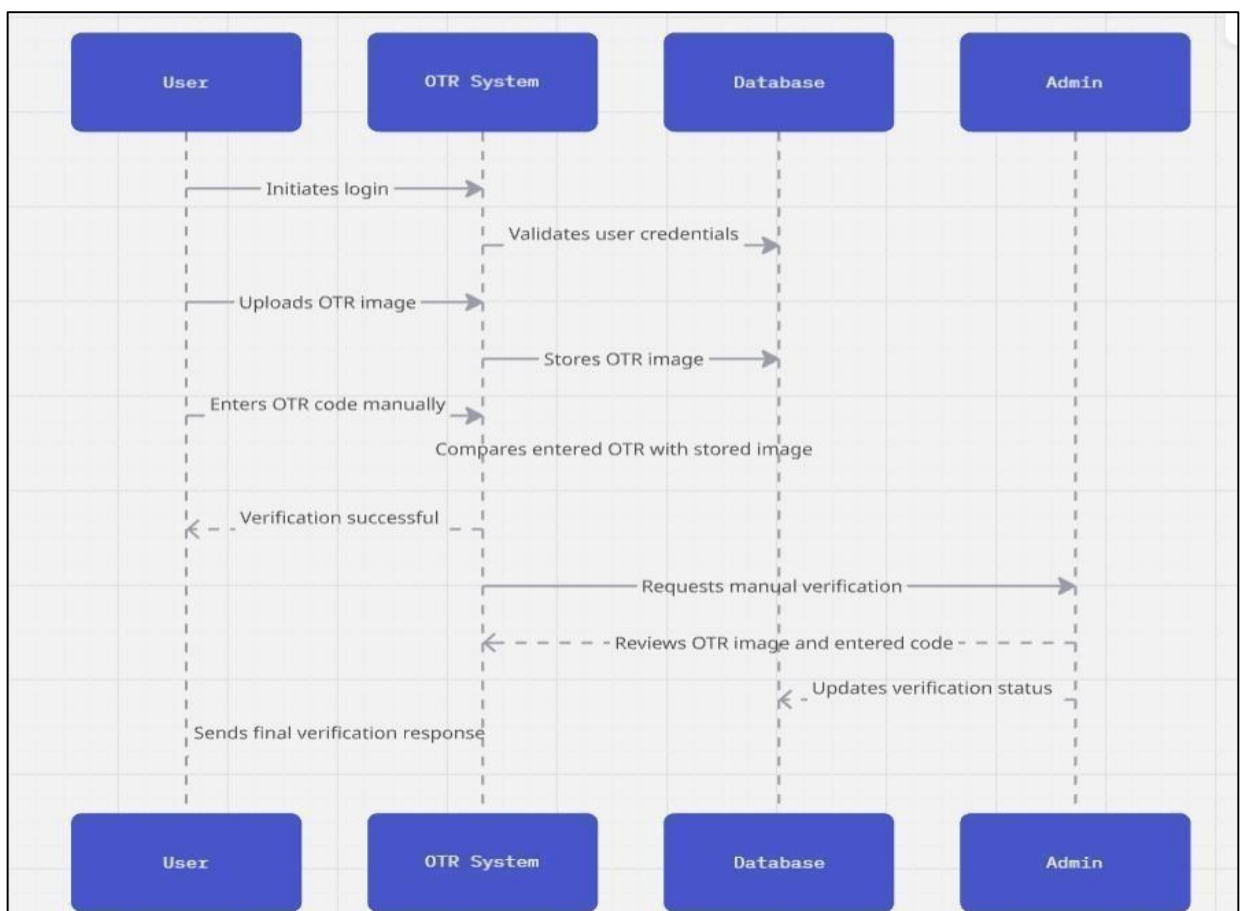 User
OTR System
Database
Admin
Initiates login
Validates user credentials
Uploads OTR image
Stores OTR image
Enters OTR code manually
Compares entered OTR with stored image
Verification successful
Requests manual verification
Reviews OTR image and entered code
Updates verification status
Sends final verification response
User
OTR System
Database
Admin